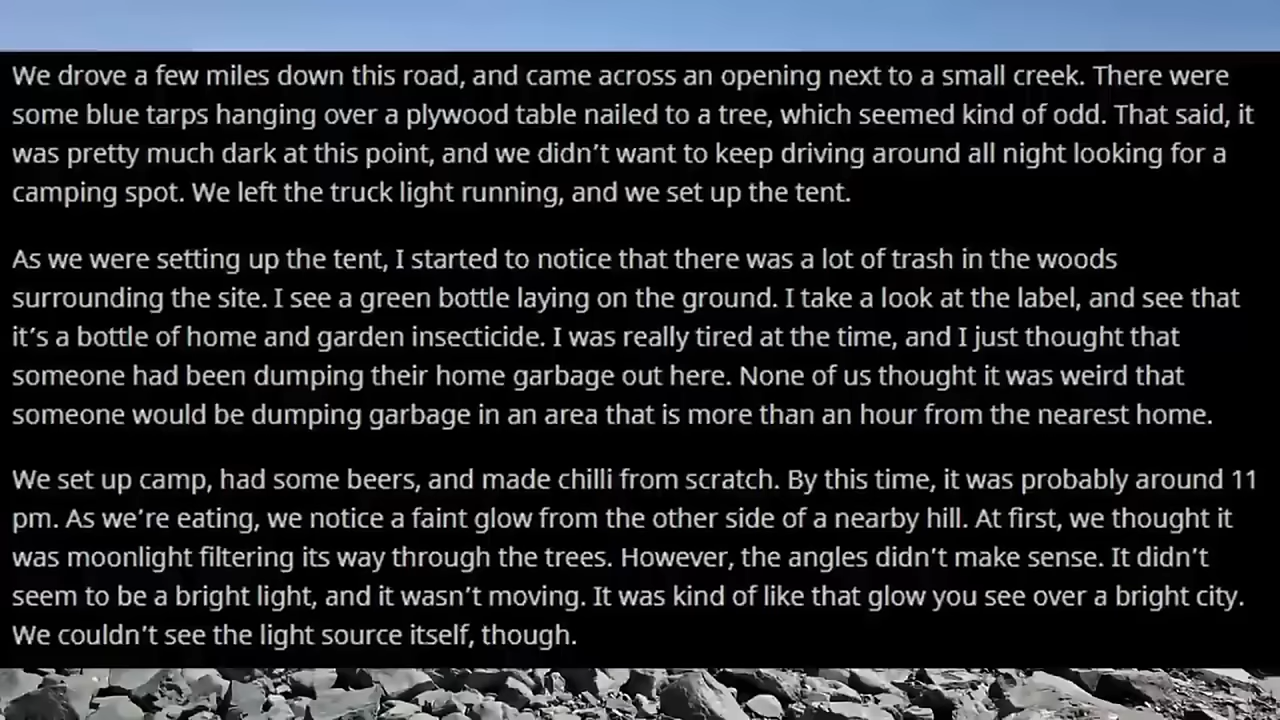 We drove a few miles down this road, and came across an opening next to a small creek. There were
some blue tarps hanging over a plywood table nailed to a tree, which seemed kind of odd. That said, it
was pretty much dark at this point, and we didn’t want to keep driving around all night looking for a
camping spot. We left the truck light running, and we set up the tent.
As we were setting up the tent, I started to notice that there was a lot of trash in the woods
surrounding the site. I see a green bottle laying on the ground. I take a look at the label, and see that
it’s a bottle of home and garden insecticide. I was really tired at the time, and I just thought that
someone had been dumping their home garbage out here. None of us thought it was weird that
someone would be dumping garbage in an area that is more than an hour from the nearest home.
We set up camp, had some beers, and made chilli from scratch. By this time, it was probably around 11
pm. As we’re eating, we notice a faint glow from the other side of a nearby hill. At first, we thought it
was moonlight filtering its way through the trees. However, the angles didn’t make sense. It didn’t
seem to be a bright light, and it wasn’t moving. It was kind of like that glow you see over a bright city.
We couldn’t see the light source itself, though.